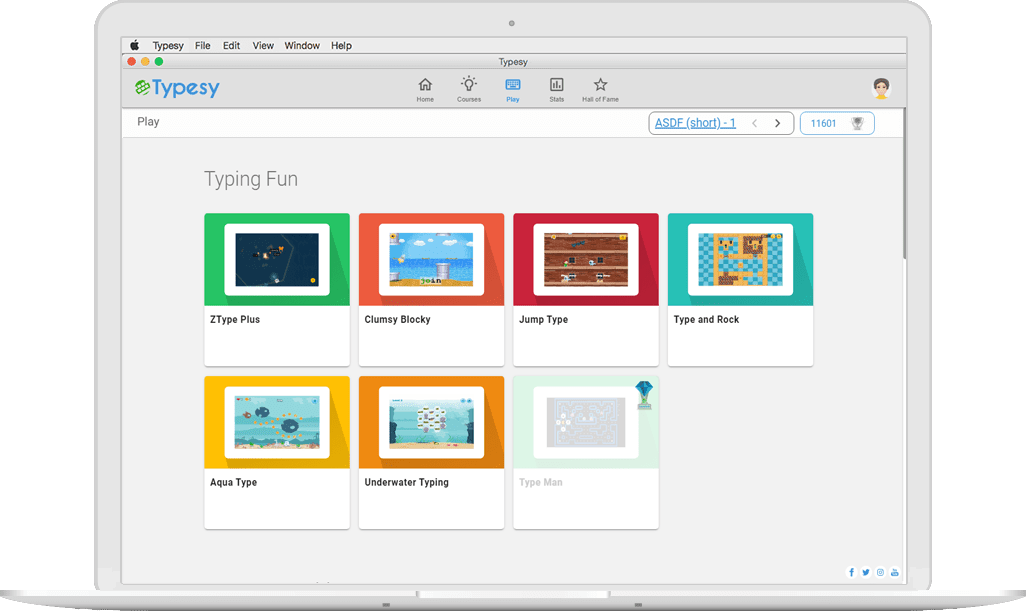 Typesy File Edit View Window Help
Typesy
Typesy
Home Courses Play Stats Hall of Fame
Play
ASDF (short) - 1
11601
Typing Fun
join
ZType Plus Clumsy Blocky Jump Type Type and Rock
Aqua Type Underwater Typing Type Man